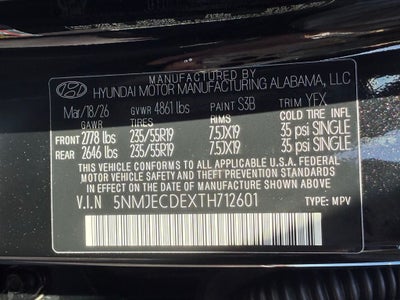 MANUFACTURED BY
HYUNDAI MOTOR MANUFACTURING ALABAMA, LLC
Mar/18/26 GVWR 4861 lbs PAINT S3B TRIM YFX
GAWR TIRES RIMS COLD TIRE INFL
FRONT 2778 lbs 235/55R19 7.5JX19 35 psi SINGLE
REAR 2646 lbs 235/55R19 7.5JX19 35 psi SINGLE
THIS VEHICLE CONFORMS TO ALL APPLICABLE U.S.A. FEDERAL
MOTOR VEHICLE SAFETY AND THEFT PREVENTION STANDARDS IN
EFFECT ON THE DATE OF MANUFACTURE SHOWN ABOVE.
V.I.N 5NMJECDEXTH712601 TYPE: MPV